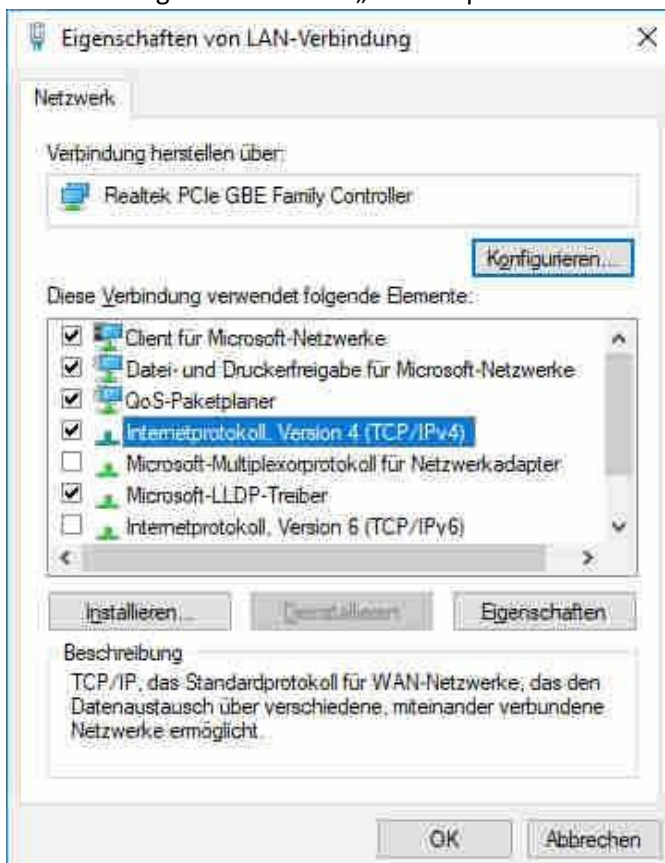 Eigenschaften von LAN-Verbindung
Netzwerk
Verbindung herstellen über:
Realtek PCIe GBE Family Controller
Konfigurieren...
Diese Verbindung verwendet folgende Elemente:
Client für Microsoft-Netzwerke
Datei- und Druckerfreigabe für Microsoft-Netzwerke
QoS-Paketplaner
Internetprotokoll, Version 4 (TCP/IPv4)
Microsoft-Multiplexorprotokoll für Netzwerkadapter
Microsoft-LLDP-Treiber
Internetprotokoll, Version 6 (TCP/IPv6)
Installieren... Deinstallieren Eigenschaften
Beschreibung
TCP/IP, das Standardprotokoll für WAN-Netzwerke, das den
Datenaustausch über verschiedene, miteinander verbundene
Netzwerke ermöglicht.
OK Abbrechen